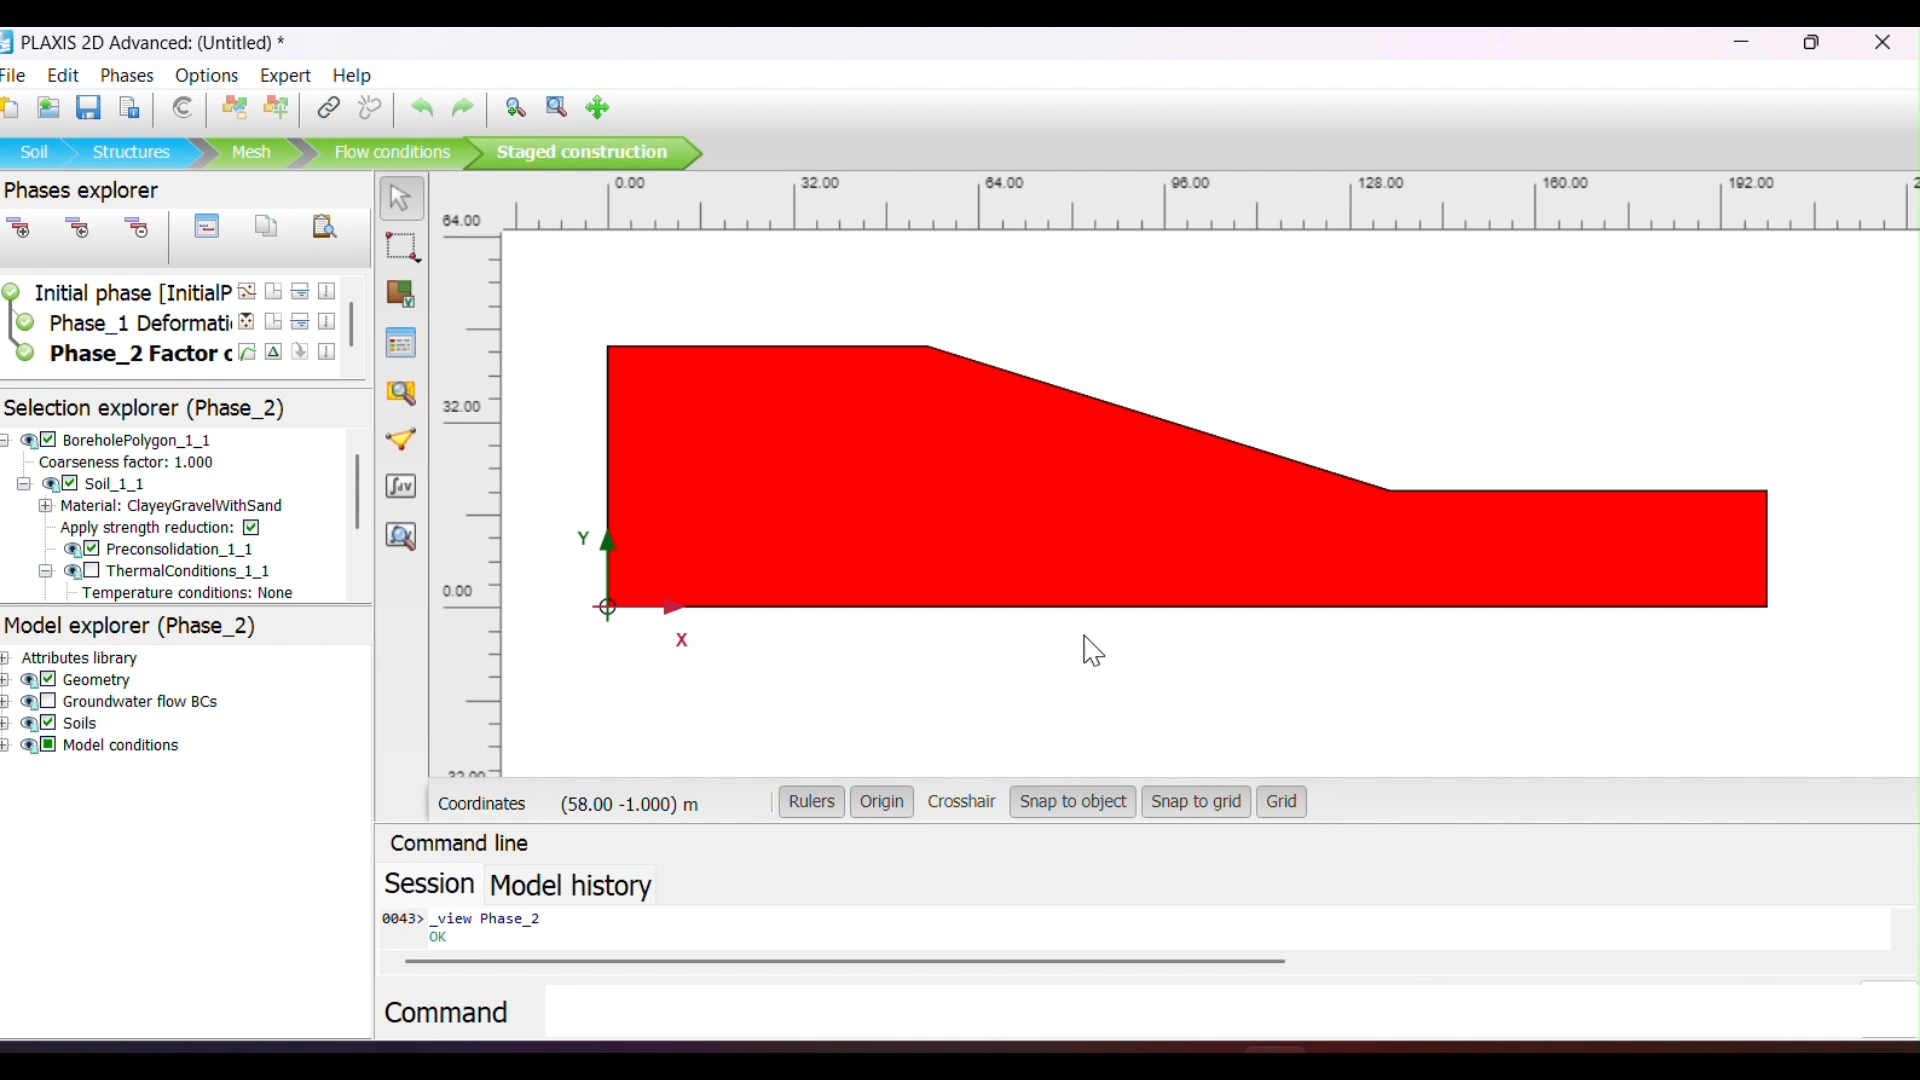 PLAXIS 2D Advanced: (Untitled) *
File Edit Phases Options Expert Help
Soil Structures Mesh Flow conditions Staged construction
Phases explorer
Initial phase [InitialP
Phase_1 Deformati
Phase_2 Factor c
Selection explorer (Phase_2)
BoreholePolygon_1_1
Coarseness factor: 1.000
Soil_1_1
Material: ClayeyGravelWithSand
Apply strength reduction:
Preconsolidation_1_1
ThermalConditions_1_1
Temperature conditions: None
Model explorer (Phase_2)
Attributes library
Geometry
Groundwater flow BCs
Soils
Model conditions
0.00 32.00 64.00 96.00 128.00 160.00 192.00
64.00
32.00
0.00
Y
X
Coordinates (58.00 -1.000) m Rulers Origin Crosshair Snap to object Snap to grid Grid
Command line
Session Model history
0043> _view Phase_2
OK
Command